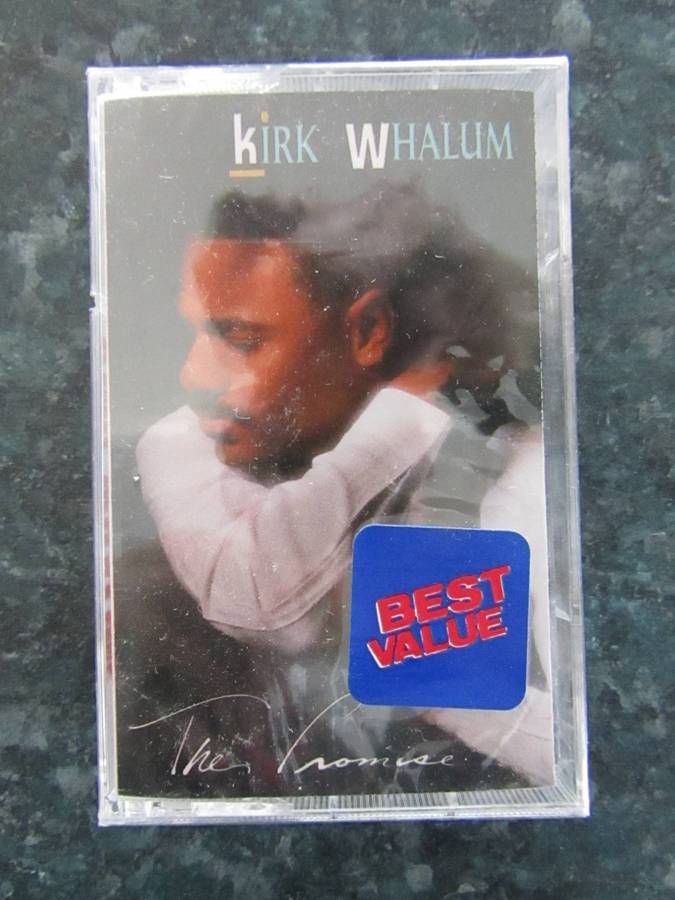 kIRK WHALUM
BEST
VALUE
The Promise